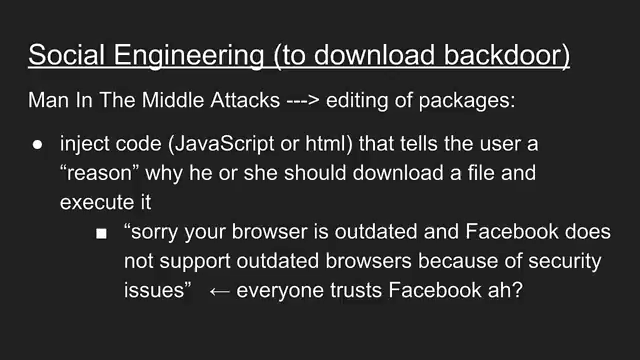 Social Engineering (to download backdoor)
Man In The Middle Attacks ---> editing of packages:
● inject code (JavaScript or html) that tells the user a
“reason” why he or she should download a file and
execute it
■ “sorry your browser is outdated and Facebook does
not support outdated browsers because of security
issues” ← everyone trusts Facebook ah?